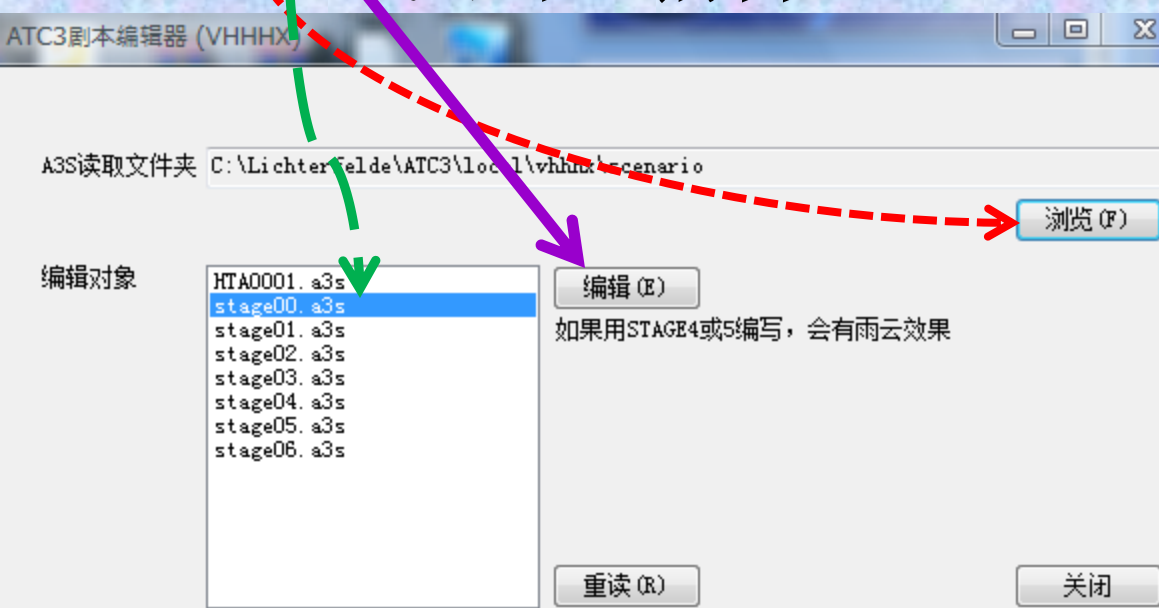 ATC3剧本编辑器 (VHHHX)
A3S读取文件夹 C:\Lichterfelde\ATC3\local\vhhhx\scenario
浏览(F)
编辑对象
HTA0001.a3s
编辑(E)
stage00.a3s
stage01.a3s
如果用STAGE4或5编写，会有雨云效果
stage02.a3s
stage03.a3s
stage04.a3s
stage05.a3s
stage06.a3s
重读(R)
关闭